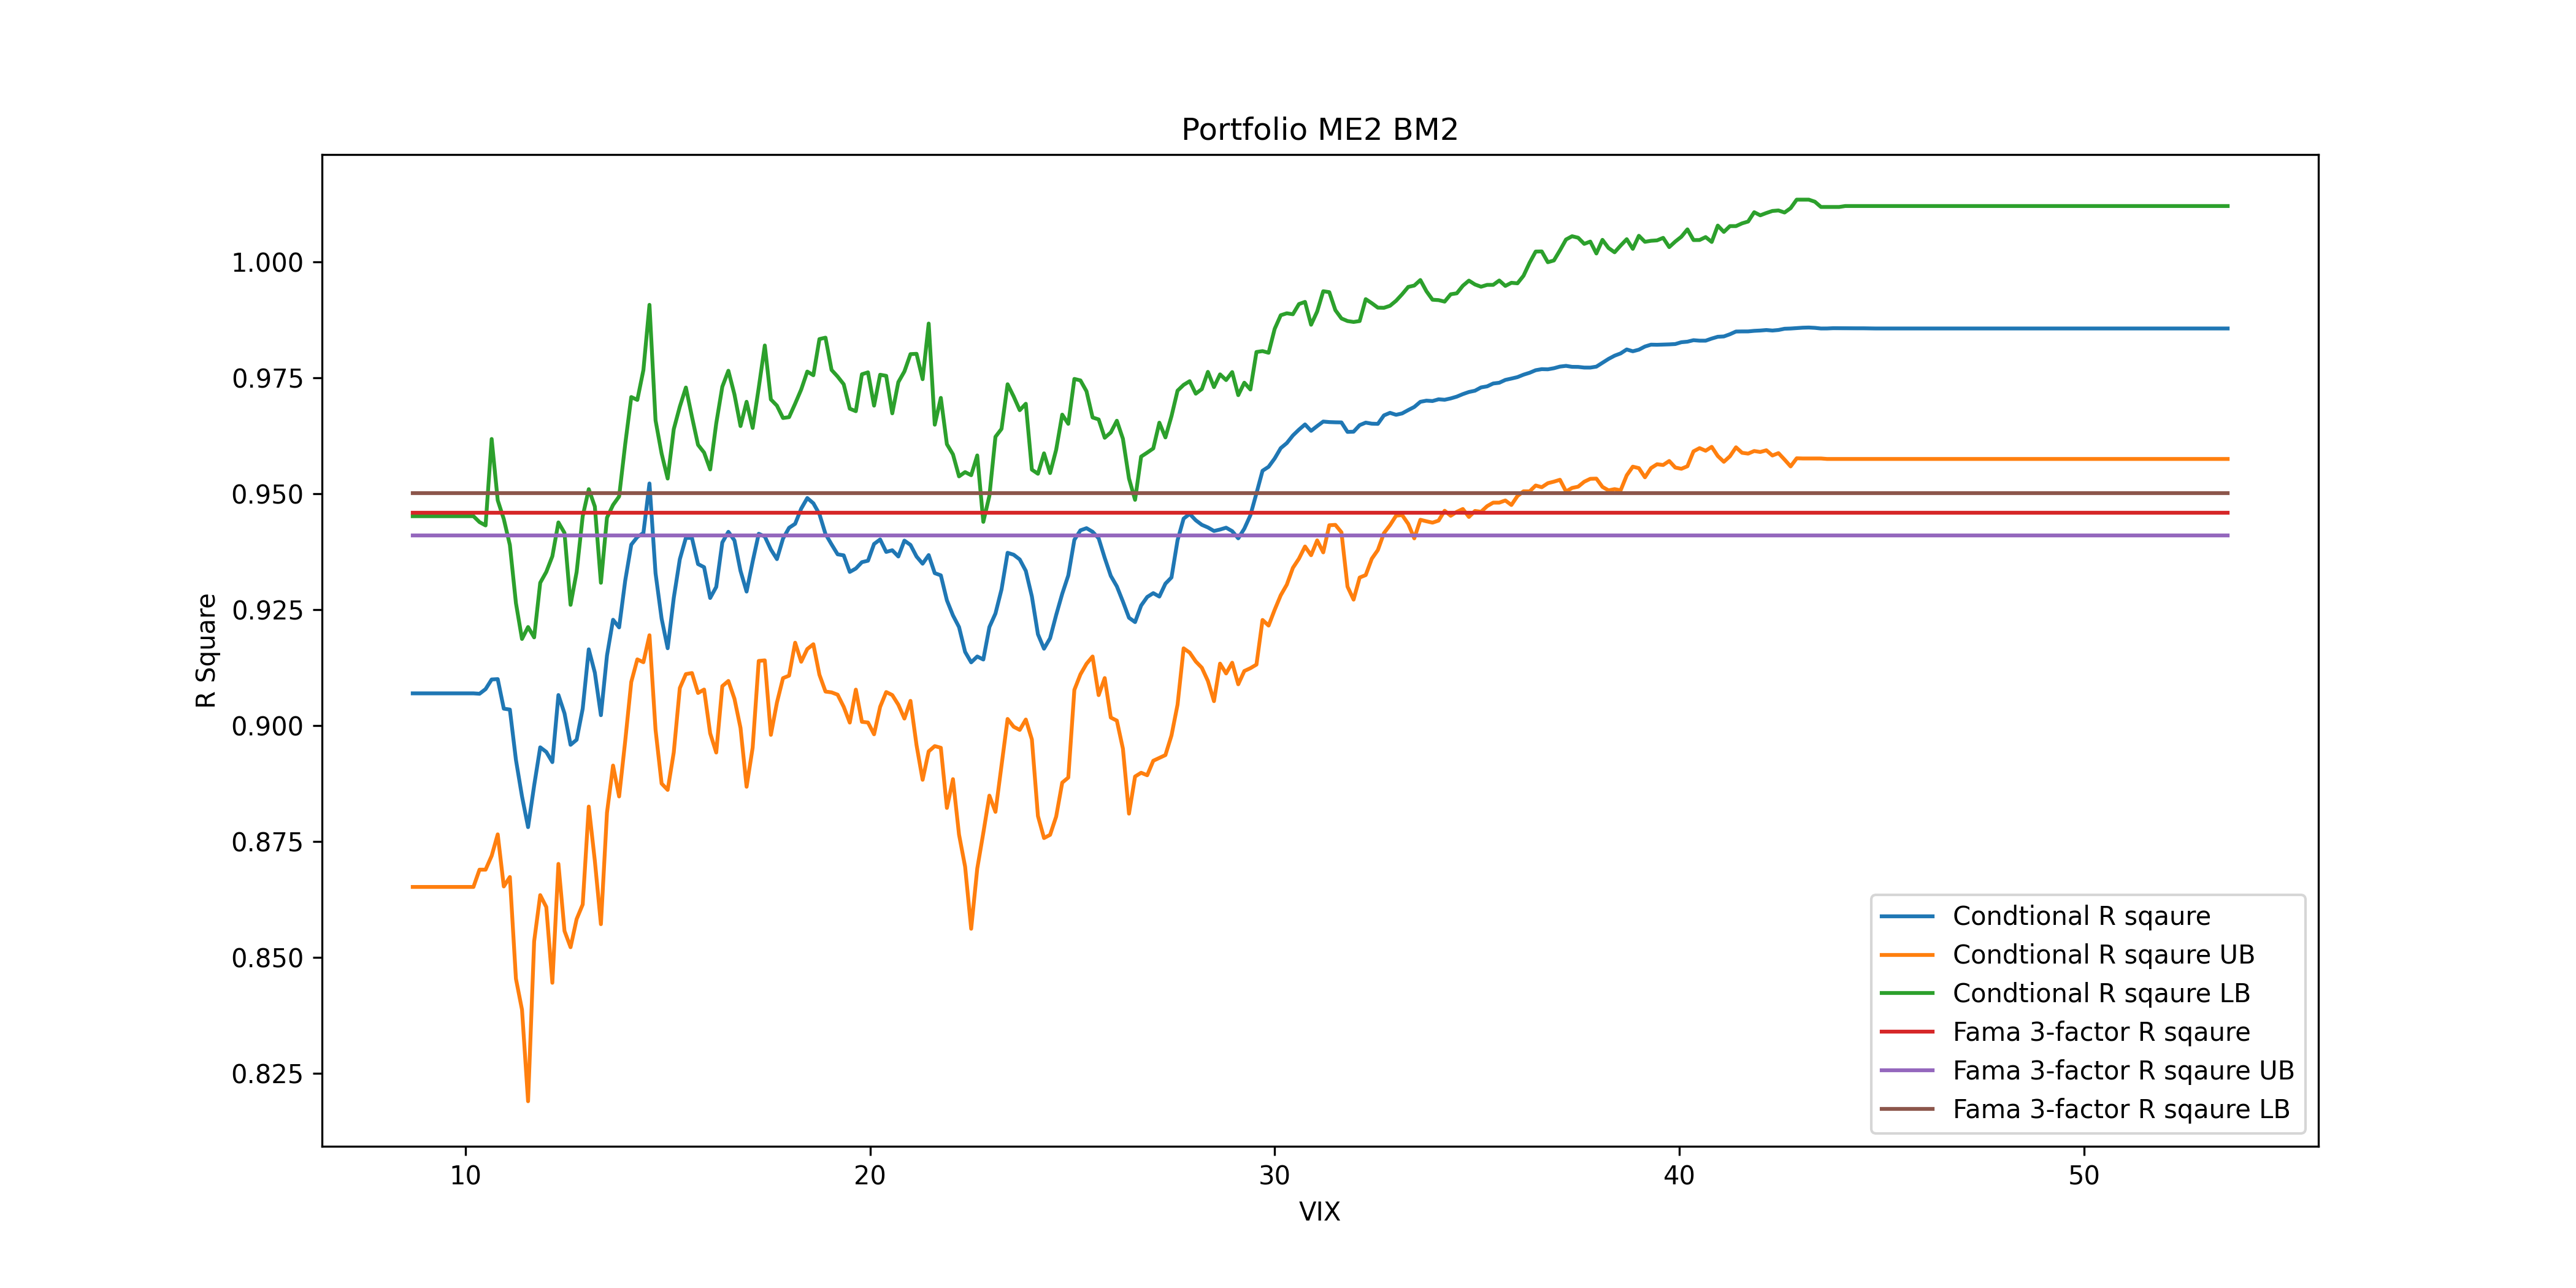 Portfolio ME2 BM2
R Square
1.000
0.975
0.950
0.925
0.900
0.875
0.850
0.825
10 20 30 40 50
VIX
Condtional R sqaure
Condtional R sqaure UB
Condtional R sqaure LB
Fama 3-factor R sqaure
Fama 3-factor R sqaure UB
Fama 3-factor R sqaure LB